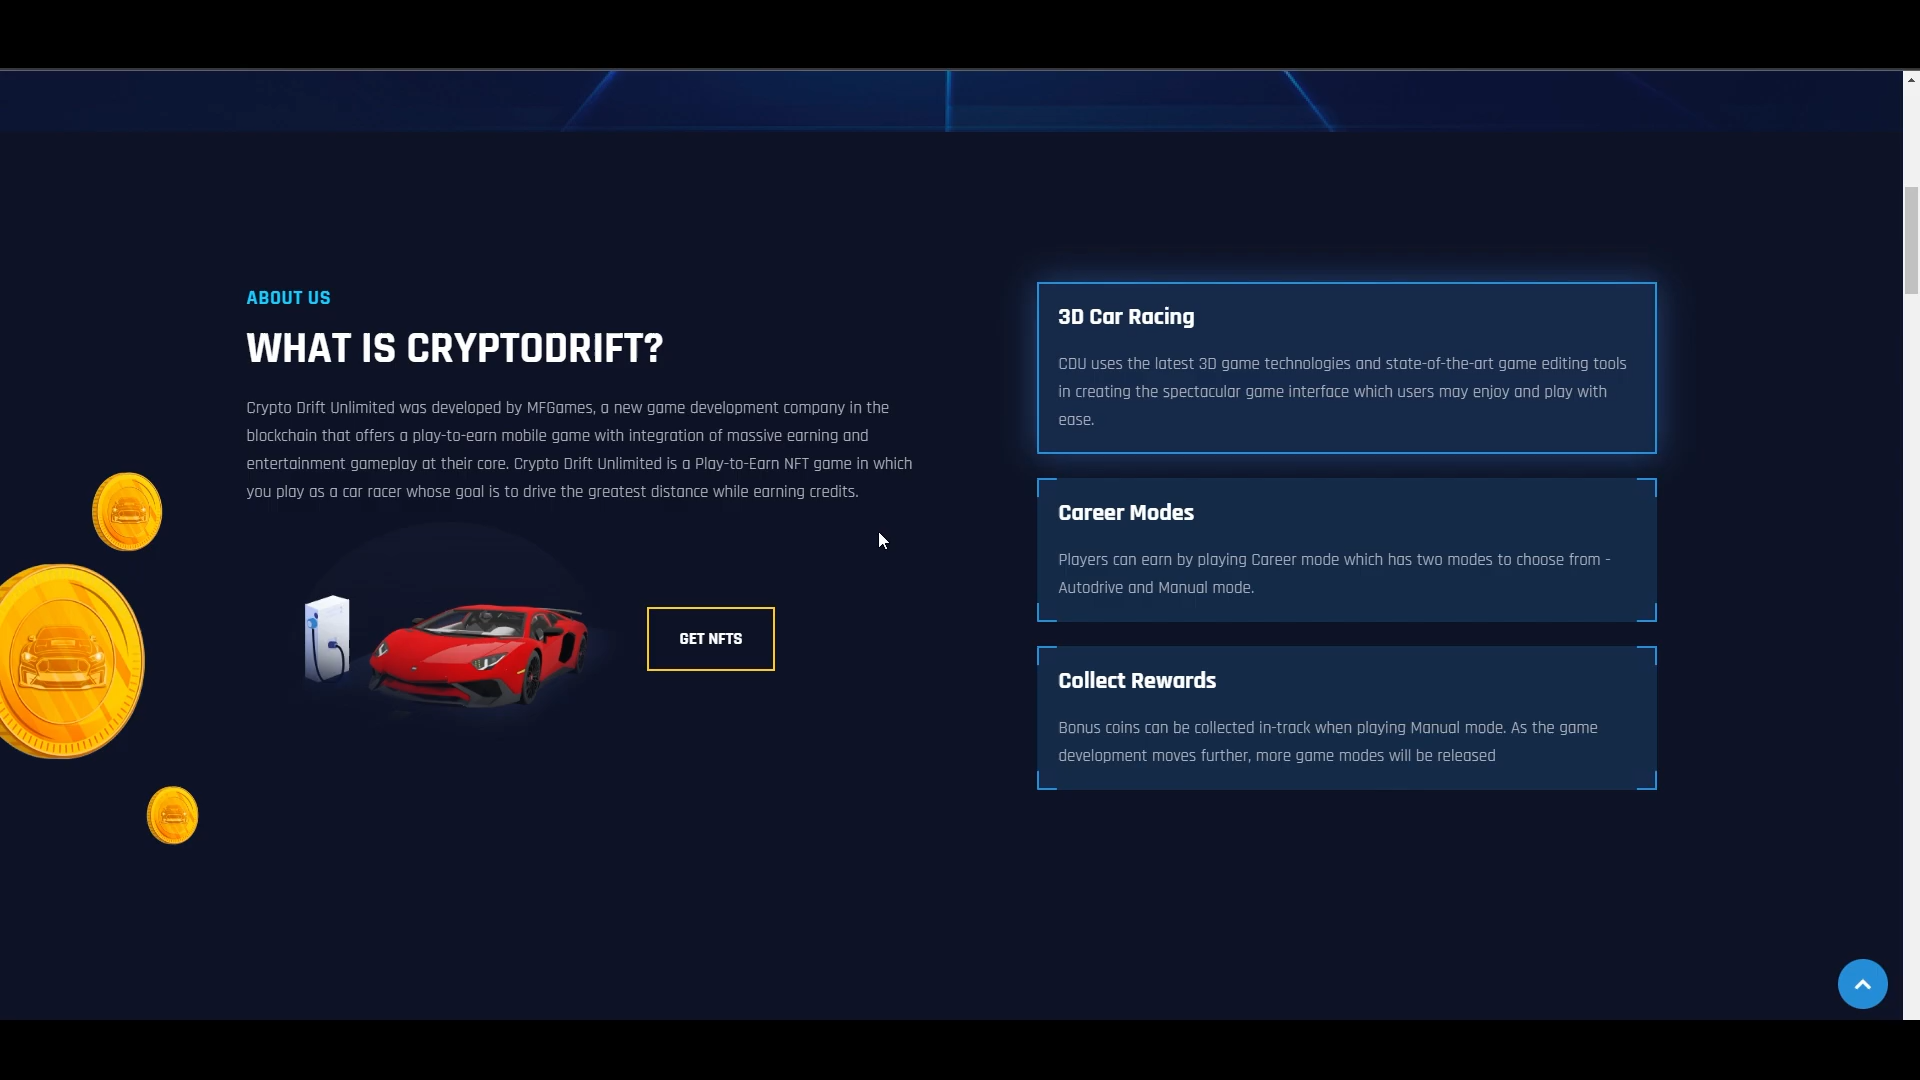 ABOUT US
WHAT IS CRYPTODRIFT?
Crypto Drift Unlimited was developed by MFGames, a new game development company in the
blockchain that offers a play-to-earn mobile game with integration of massive earning and
entertainment gameplay at their core. Crypto Drift Unlimited is a Play-to-Earn NFT game in which
you play as a car racer whose goal is to drive the greatest distance while earning credits.
GET NFTS
3D Car Racing
CDU uses the latest 3D game technologies and state-of-the-art game editing tools
in creating the spectacular game interface which users may enjoy and play with
ease.
Career Modes
Players can earn by playing Career mode which has two modes to choose from -
Autodrive and Manual mode.
Collect Rewards
Bonus coins can be collected in-track when playing Manual mode. As the game
development moves further, more game modes will be released